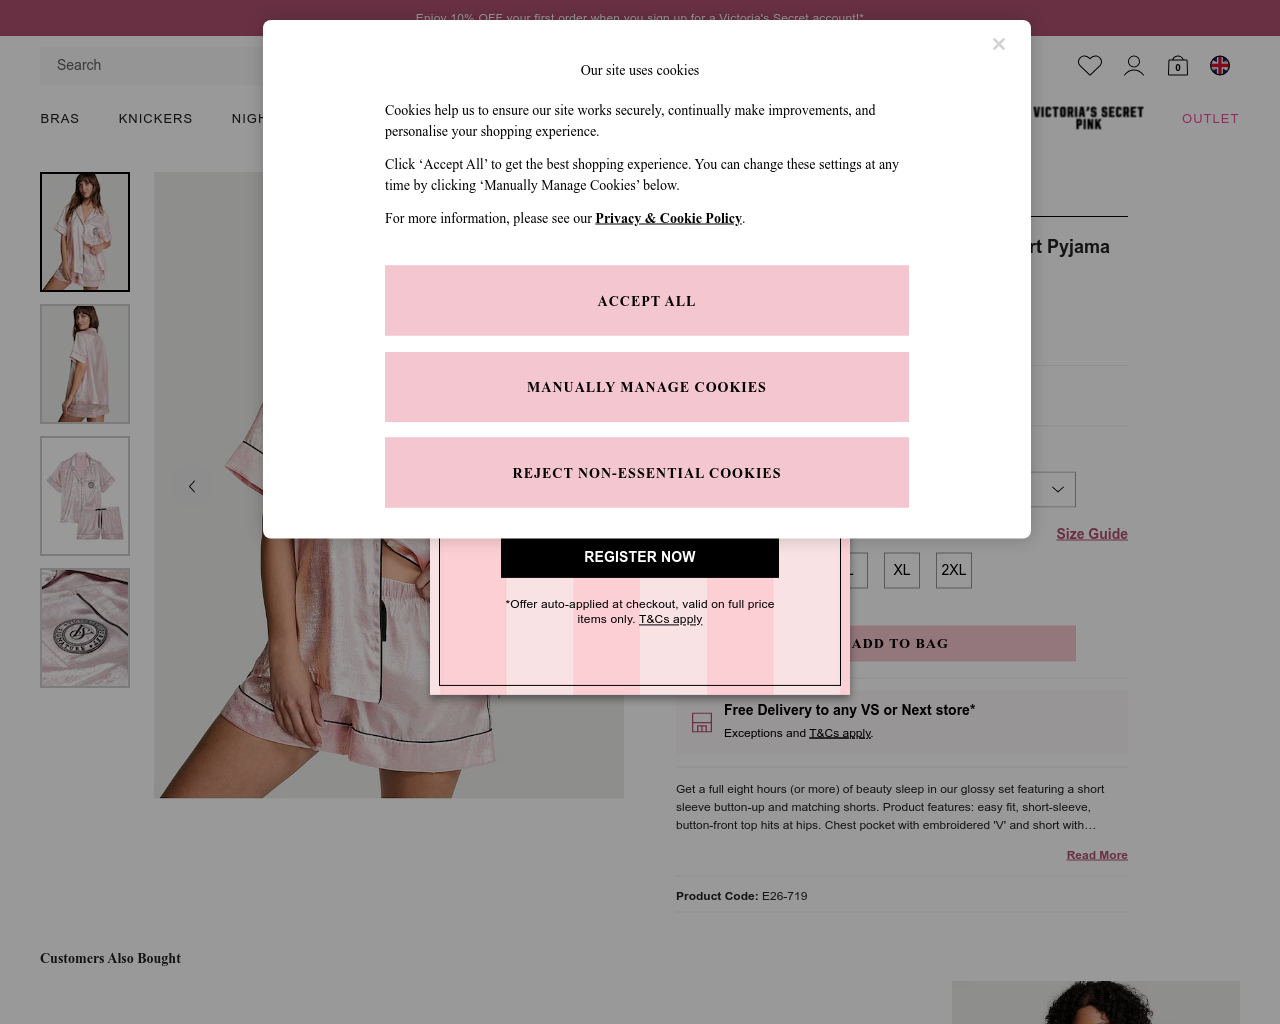 Enjoy 10% OFF your first order when you sign up for a Victoria's Secret account!*
Search
0
BRAS
KNICKERS
VICTORIA'S SECRET
PINK
OUTLET
Our site uses cookies
Cookies help us to ensure our site works securely, continually make improvements, and
personalise your shopping experience.
Click ‘Accept All’ to get the best shopping experience. You can change these settings at any
time by clicking ‘Manually Manage Cookies’ below.
For more information, please see our Privacy & Cookie Policy.
ACCEPT ALL
MANUALLY MANAGE COOKIES
REJECT NON-ESSENTIAL COOKIES
Pyjama
Size Guide
XL
2XL
REGISTER NOW
*Offer auto-applied at checkout, valid on full price
items only. T&Cs apply
ADD TO BAG
Free Delivery to any VS or Next store*
Exceptions and T&Cs apply.
Get a full eight hours (or more) of beauty sleep in our glossy set featuring a short
sleeve button-up and matching shorts. Product features: easy fit, short-sleeve,
button-front top hits at hips. Chest pocket with embroidered 'V' and short with…
Read More
Product Code: E26-719
Customers Also Bought